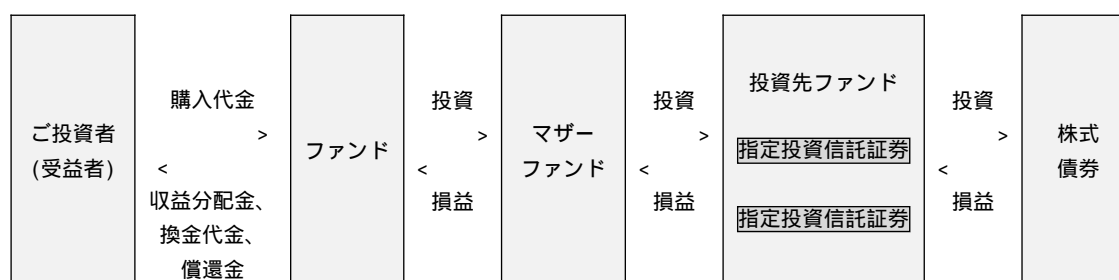 ご投資者
(受益者)
購入代金
>
<
収益分配金、
換金代金、
償還金
ファンド
投資
>
<
損益
マザー
ファンド
投資
>
<
損益
投資先ファンド
指定投資信託証券
指定投資信託証券
投資
>
<
損益
株式
債券